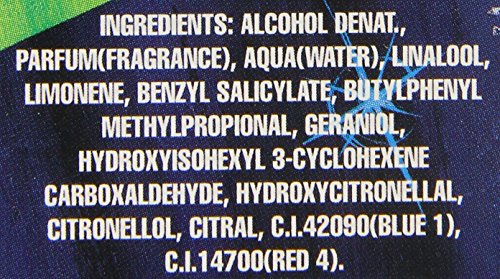 INGREDIENTS: ALCOHOL DENAT.,
PARFUM(FRAGRANCE), AQUA(WATER), LINALOOL,
LIMONENE, BENZYL SALICYLATE, BUTYLPHENYL
METHYLPROPIONAL, GERANIOL,
HYDROXYISOHEXYL 3-CYCLOHEXENE
CARBOXALDEHYDE, HYDROXYCITRONELLAL,
CITRONELLOL, CITRAL, C.I.42090(BLUE 1),
C.I.14700(RED 4).